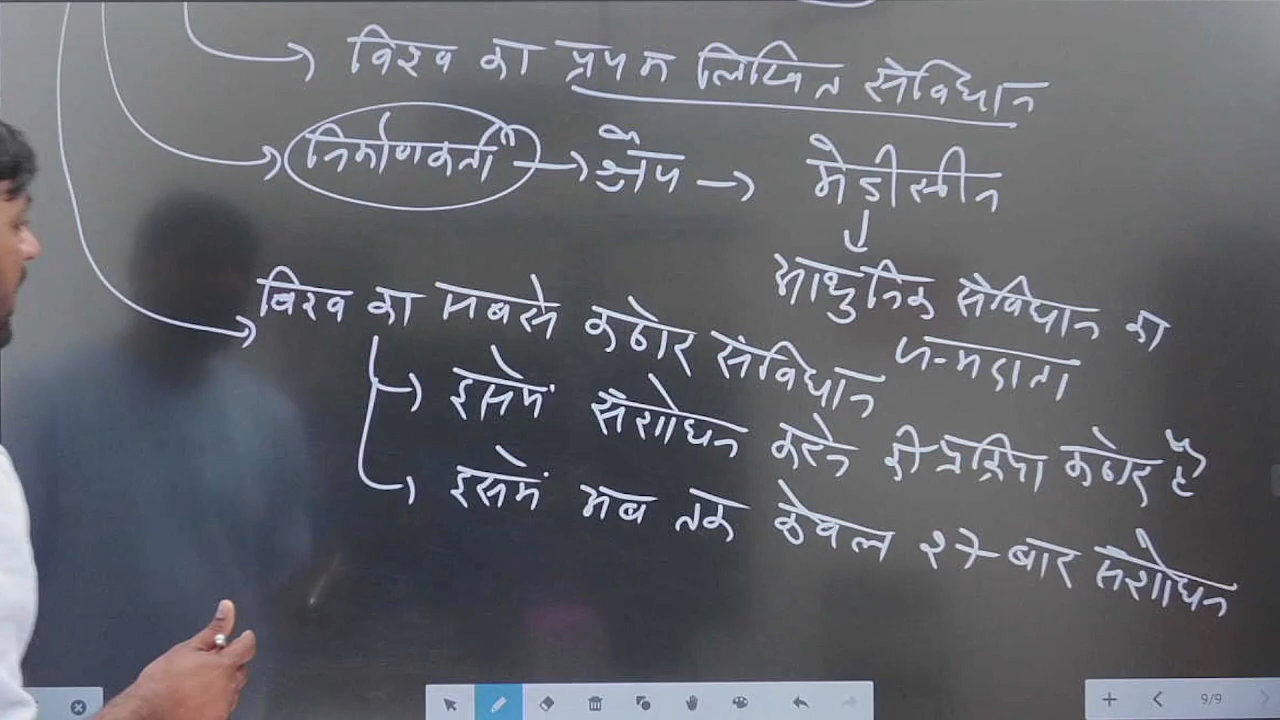 विश्व का प्रथम लिखित संविधान
निर्माणकर्ता → श्रेय → मेडीसीन
आधुनिक संविधान का
जन्मदाता
विश्व का सबसे कठोर संविधान
इसमें संशोधन करने की प्रक्रिया कठोर है
इसमें अब तक केवल 27 बार संशोधन
9/9